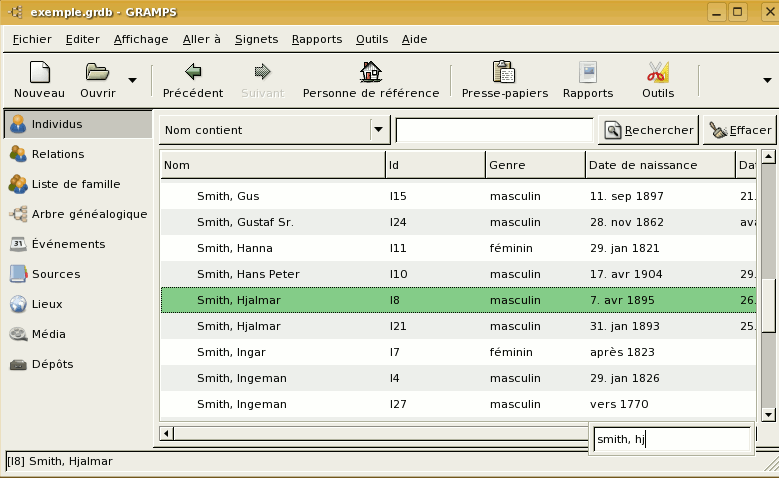 exemple.grdb - GRAMPS
Fichier Editer Affichage Aller à Signets Rapports Outils Aide
Nouveau Ouvrir Précédent Suivant Personne de référence Presse-papiers Rapports Outils
Individus
Relations
Liste de famille
Arbre généalogique
31 Événements
Sources
Lieux
Média
Dépôts
Nom contient Rechercher Effacer
Nom Id Genre Date de naissance Dat
Smith, Gus I15 masculin 11. sep 1897 21.
Smith, Gustaf Sr. I24 masculin 28. nov 1862 ava
Smith, Hanna I11 féminin 29. jan 1821
Smith, Hans Peter I10 masculin 17. avr 1904 29.
Smith, Hjalmar I8 masculin 7. avr 1895 26.
Smith, Hjalmar I21 masculin 31. jan 1893 25.
Smith, Ingar I7 féminin après 1823
Smith, Ingeman I4 masculin 29. jan 1826
Smith, Ingeman I27 masculin vers 1770
smith, hj
[I8] Smith, Hjalmar